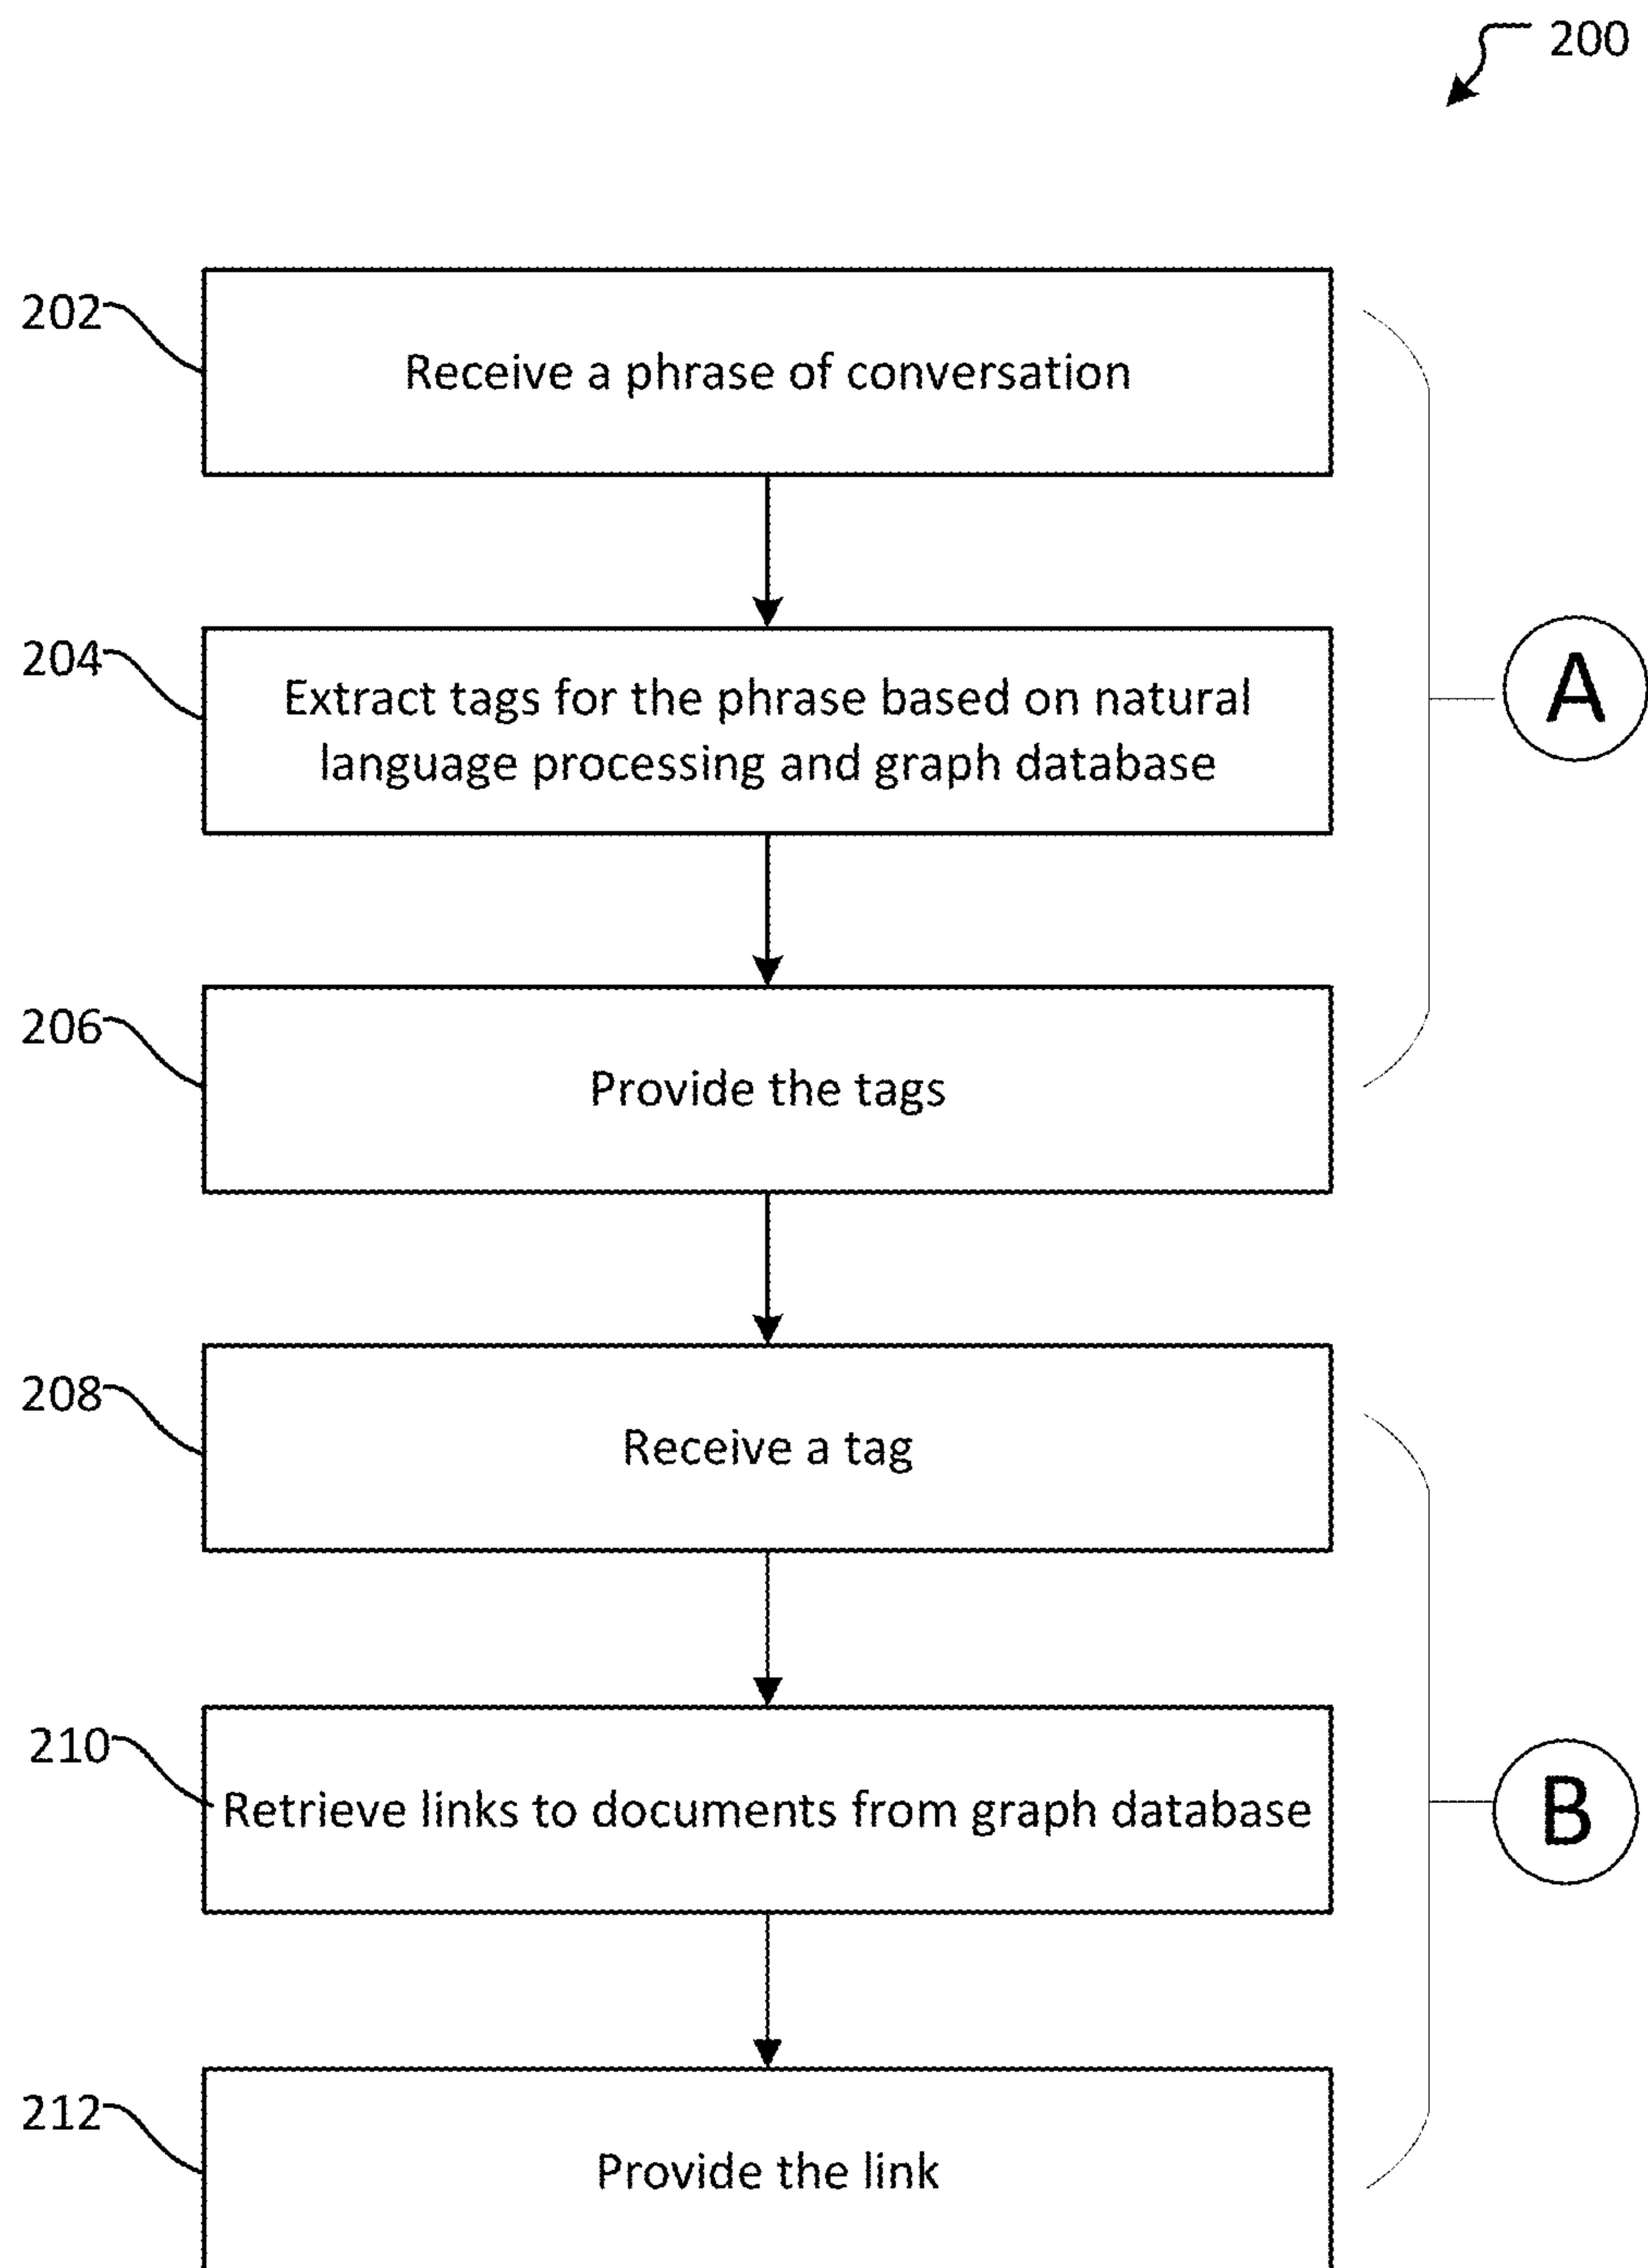 200
202
Receive a phrase of conversation
204
Extract tags for the phrase based on natural
language processing and graph database
A
206
Provide the tags
208
Receive a tag
210
Retrieve links to documents from graph database
B
212
Provide the link